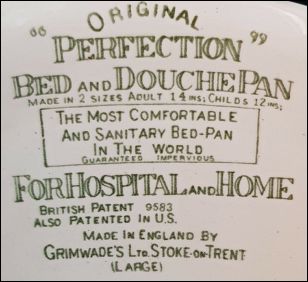 ORIGINAL
"PERFECTION"
BED AND DOUCHE PAN
MADE IN 2 SIZES ADULT 14 INS; CHILDS 12 INS;
THE MOST COMFORTABLE
AND SANITARY BED-PAN
IN THE WORLD
GUARANTEED IMPERVIOUS
FOR HOSPITAL AND HOME
BRITISH PATENT 9583
ALSO PATENTED IN U.S.
MADE IN ENGLAND BY
GRIMWADE'S LTD. STOKE-ON-TRENT
(LARGE)